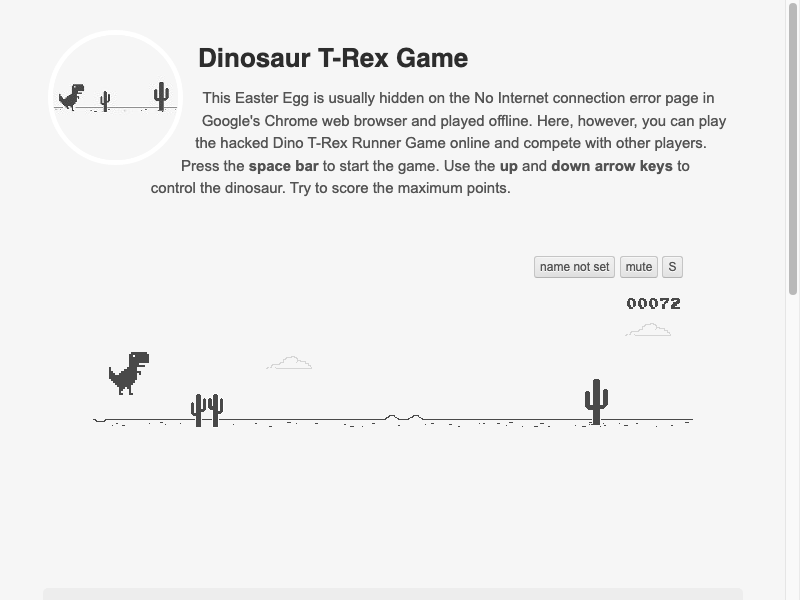 Dinosaur T-Rex Game
This Easter Egg is usually hidden on the No Internet connection error page in
Google's Chrome web browser and played offline. Here, however, you can play
the hacked Dino T-Rex Runner Game online and compete with other players.
Press the space bar to start the game. Use the up and down arrow keys to
control the dinosaur. Try to score the maximum points.
name not set mute S
00072